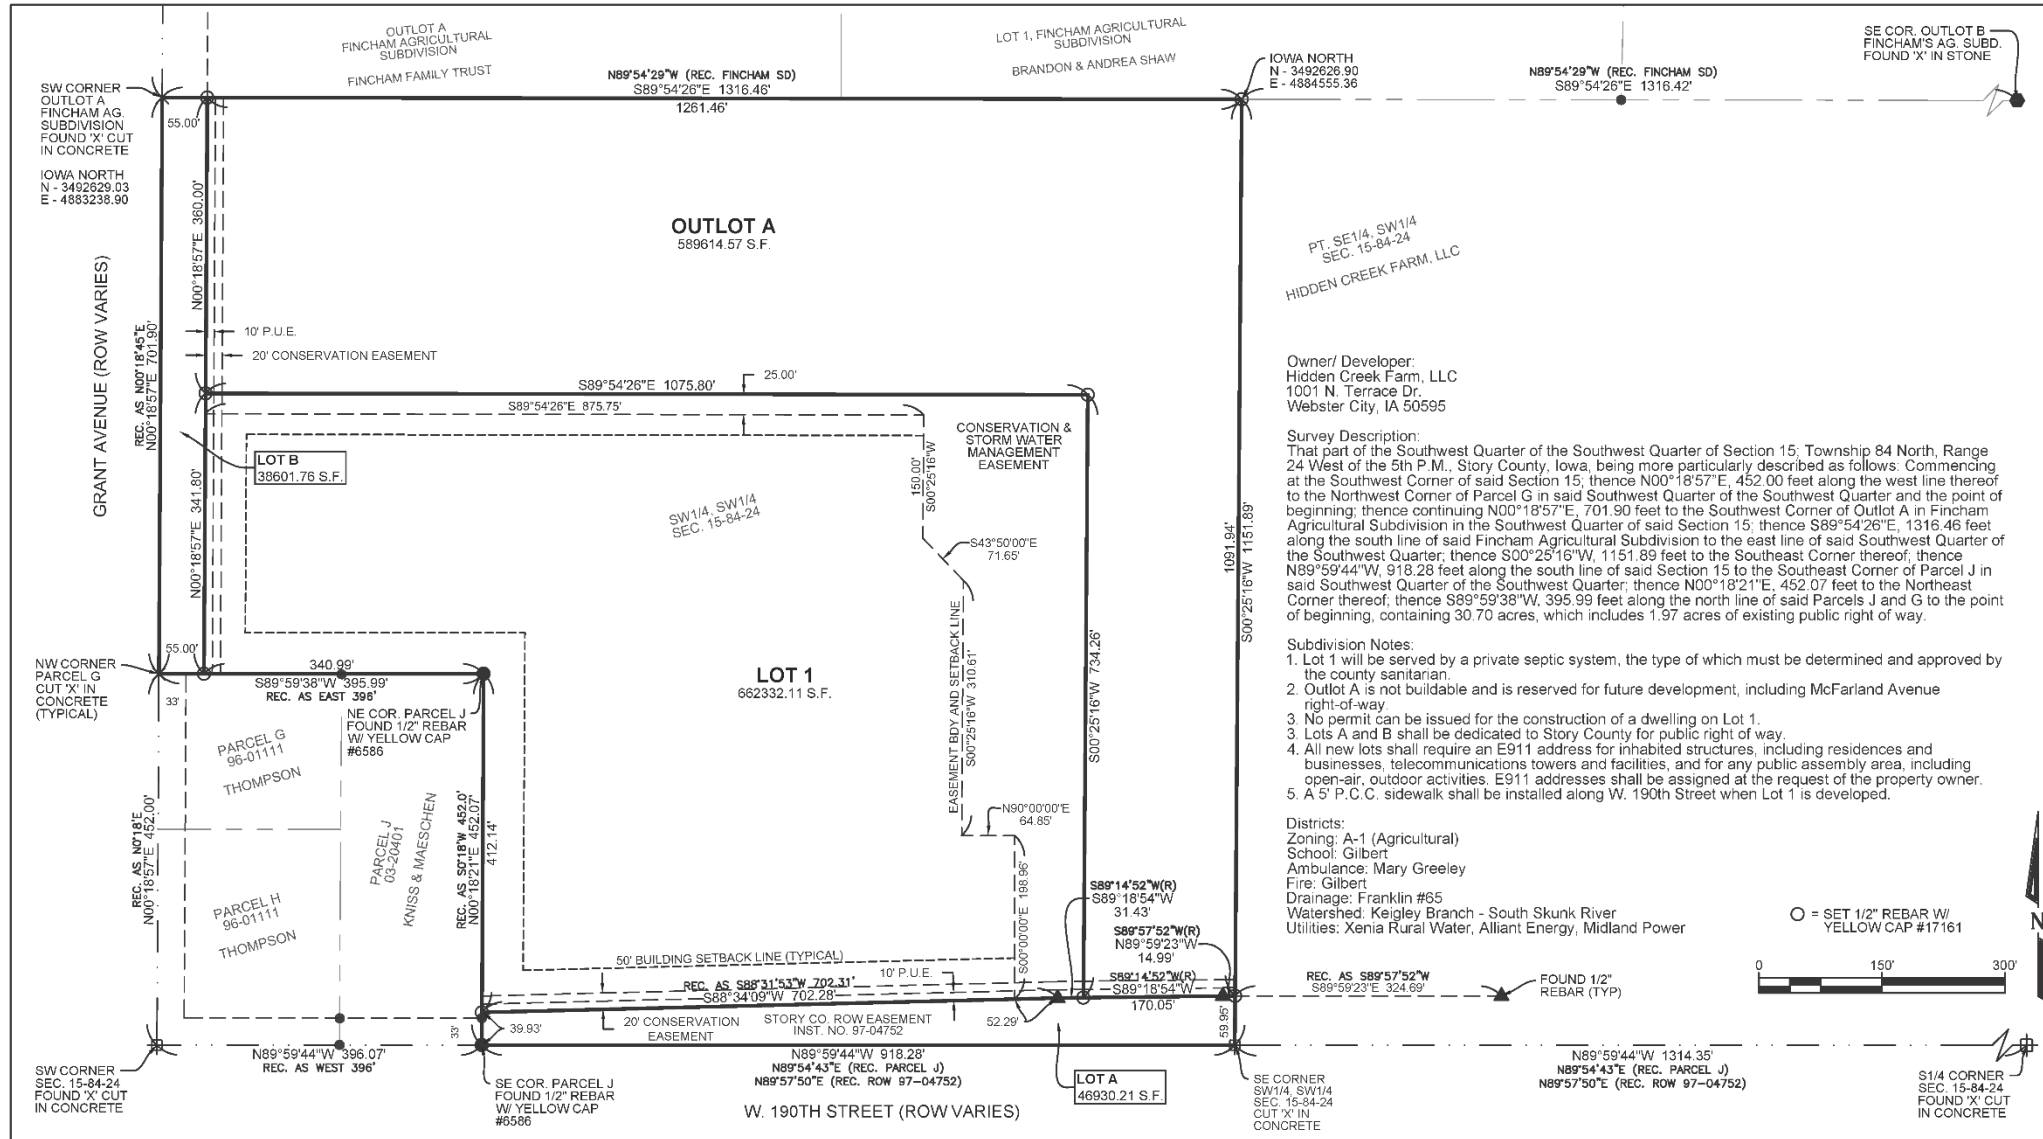 OUTLOT A
FINCHAM AGRICULTURAL
SUBDIVISION
FINCHAM FAMILY TRUST
LOT 1, FINCHAM AGRICULTURAL
SUBDIVISION
BRANDON & ANDREA SHAW
SE COR. OUTLOT B
FINCHAM'S AG. SUBD.
FOUND 'X' IN STONE
SW CORNER
OUTLOT A
FINCHAM AG.
SUBDIVISION
FOUND 'X' CUT
IN CONCRETE
IOWA NORTH
N - 3492629.03
E - 4883238.90
N89°54'29"W (REC. FINCHAM SD)
S89°54'26"E 1316.46'
1261.46'
IOWA NORTH
N - 3492626.90
E - 4884555.36
N89°54'29"W (REC. FINCHAM SD)
S89°54'26"E 1316.42'
55.00'
N00°18'57"E 360.00'
OUTLOT A
589614.57 S.F.
PT. SE1/4, SW1/4
SEC. 15-84-24
HIDDEN CREEK FARM, LLC
GRANT AVENUE (ROW VARIES)
REC. AS N00°18'45"E
N00°18'57"E 701.90'
10' P.U.E.
20' CONSERVATION EASEMENT
S89°54'26"E 1075.80'
25.00'
S89°54'26"E 875.75'
CONSERVATION &
STORM WATER
MANAGEMENT
EASEMENT
LOT B
38601.76 S.F.
150.00'
S00°25'16"W
SW1/4, SW1/4
SEC. 15-84-24
S43°50'00"E
71.65'
N00°18'57"E 341.80'
1091.94'
S00°25'16"W 1151.89'
EASEMENT BDY AND SETBACK LINE
S00°25'16"W 310.61'
S00°25'16"W 734.26'
55.00'
NW CORNER
PARCEL G
CUT 'X' IN
CONCRETE
(TYPICAL)
340.99'
S89°59'38"W 395.99'
REC. AS EAST 396'
33'
LOT 1
662332.11 S.F.
NE COR. PARCEL J
FOUND 1/2" REBAR
W/ YELLOW CAP
#6586
PARCEL G
96-01111
THOMPSON
PARCEL J
03-20401
KNISS & MAESCHEN
REC. AS N0°18'E
N00°18'57"E 452.00'
REC. AS S0°18'W 452.0'
N00°18'21"E 452.07'
412.14'
PARCEL H
96-01111
THOMPSON
N90°00'00"E
64.85'
S00°00'00"E 198.96'
S89°14'52"W(R)
S89°18'54"W
31.43'
S89°57'52"W(R)
N89°59'23"W
14.99'
50' BUILDING SETBACK LINE (TYPICAL)
10' P.U.E.
REC. AS S88°31'53"W 702.31'
S88°34'09"W 702.28'
S89°14'52"W(R)
S89°18'54"W
170.05'
REC. AS S89°57'52"W
S89°59'23"E 324.69'
FOUND 1/2"
REBAR (TYP)
33'
39.93'
20' CONSERVATION
EASEMENT
STORY CO. ROW EASEMENT
INST. NO. 97-04752
52.29'
59.95'
N89°59'44"W 396.07'
REC. AS WEST 396'
N89°59'44"W 918.28'
N89°54'43"E (REC. PARCEL J)
N89°57'50"E (REC. ROW 97-04752)
N89°59'44"W 1314.35'
N89°54'43"E (REC. PARCEL J)
N89°57'50"E (REC. ROW 97-04752)
SW CORNER
SEC. 15-84-24
FOUND 'X' CUT
IN CONCRETE
SE COR. PARCEL J
FOUND 1/2" REBAR
W/ YELLOW CAP
#6586
W. 190TH STREET (ROW VARIES)
LOT A
46930.21 S.F.
SE CORNER
SW1/4, SW1/4
SEC. 15-84-24
CUT 'X' IN
CONCRETE
S1/4 CORNER
SEC. 15-84-24
FOUND 'X' CUT
IN CONCRETE
Owner/ Developer:
Hidden Creek Farm, LLC
1001 N. Terrace Dr.
Webster City, IA 50595
Survey Description:
That part of the Southwest Quarter of the Southwest Quarter of Section 15; Township 84 North, Range
24 West of the 5th P.M., Story County, Iowa, being more particularly described as follows: Commencing
at the Southwest Corner of said Section 15; thence N00°18'57"E, 452.00 feet along the west line thereof
to the Northwest Corner of Parcel G in said Southwest Quarter of the Southwest Quarter and the point of
beginning; thence continuing N00°18'57"E, 701.90 feet to the Southwest Corner of Outlot A in Fincham
Agricultural Subdivision in the Southwest Quarter of said Section 15; thence S89°54'26"E, 1316.46 feet
along the south line of said Fincham Agricultural Subdivision to the east line of said Southwest Quarter of
the Southwest Quarter; thence S00°25'16"W, 1151.89 feet to the Southeast Corner thereof; thence
N89°59'44"W, 918.28 feet along the south line of said Section 15 to the Southeast Corner of Parcel J in
said Southwest Quarter of the Southwest Quarter; thence N00°18'21"E, 452.07 feet to the Northeast
Corner thereof; thence S89°59'38"W, 395.99 feet along the north line of said Parcels J and G to the point
of beginning, containing 30.70 acres, which includes 1.97 acres of existing public right of way.
Subdivision Notes:
1. Lot 1 will be served by a private septic system, the type of which must be determined and approved by
the county sanitarian.
2. Outlot A is not buildable and is reserved for future development, including McFarland Avenue
right-of-way.
3. No permit can be issued for the construction of a dwelling on Lot 1.
3. Lots A and B shall be dedicated to Story County for public right of way.
4. All new lots shall require an E911 address for inhabited structures, including residences and
businesses, telecommunications towers and facilities, and for any public assembly area, including
open-air, outdoor activities. E911 addresses shall be assigned at the request of the property owner.
5. A 5' P.C.C. sidewalk shall be installed along W. 190th Street when Lot 1 is developed.
Districts:
Zoning: A-1 (Agricultural)
School: Gilbert
Ambulance: Mary Greeley
Fire: Gilbert
Drainage: Franklin #65
Watershed: Keigley Branch - South Skunk River
Utilities: Xenia Rural Water, Alliant Energy, Midland Power
= SET 1/2" REBAR W/
YELLOW CAP #17161
0 150' 300'
N